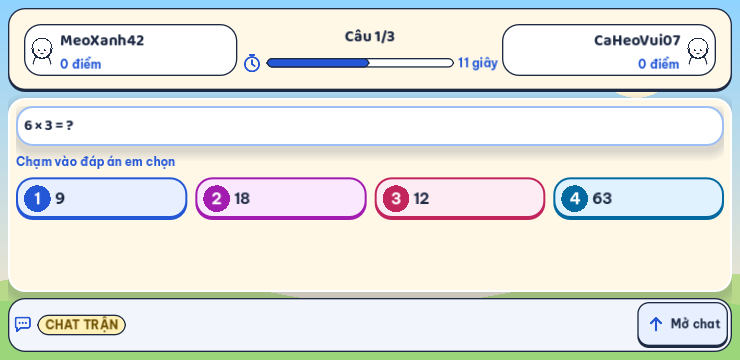 MeoXanh42
0 điểm
Câu 1/3
11 giây
CaHeoVui07
0 điểm
6 × 3 = ?
Chạm vào đáp án em chọn
1 9
2 18
3 12
4 63
CHAT TRẬN
Mở chat